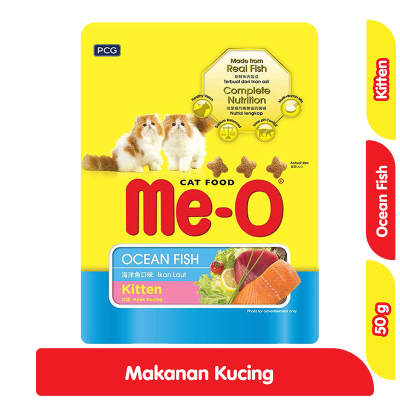 PCG
Made from
Real Fish
Terbuat dari ikan asli
Complete
Nutrition
Nutrisi lengkap
Actual size
CAT FOOD
Me-O®
OCEAN FISH
海洋魚口味 Ikan Laut
Kitten
Anak Kucing
Photo for advertisement only
Kitten
Ocean Fish
50 g
Makanan Kucing